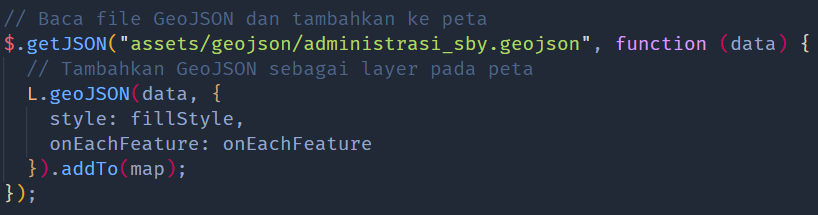 // Baca file GeoJSON dan tambahkan ke peta
$.getJSON("assets/geojson/administrasi_sby.geojson", function (data) {
  // Tambahkan GeoJSON sebagai layer pada peta
  L.geoJSON(data, {
    style: fillStyle,
    onEachFeature: onEachFeature
  }).addTo(map);
});